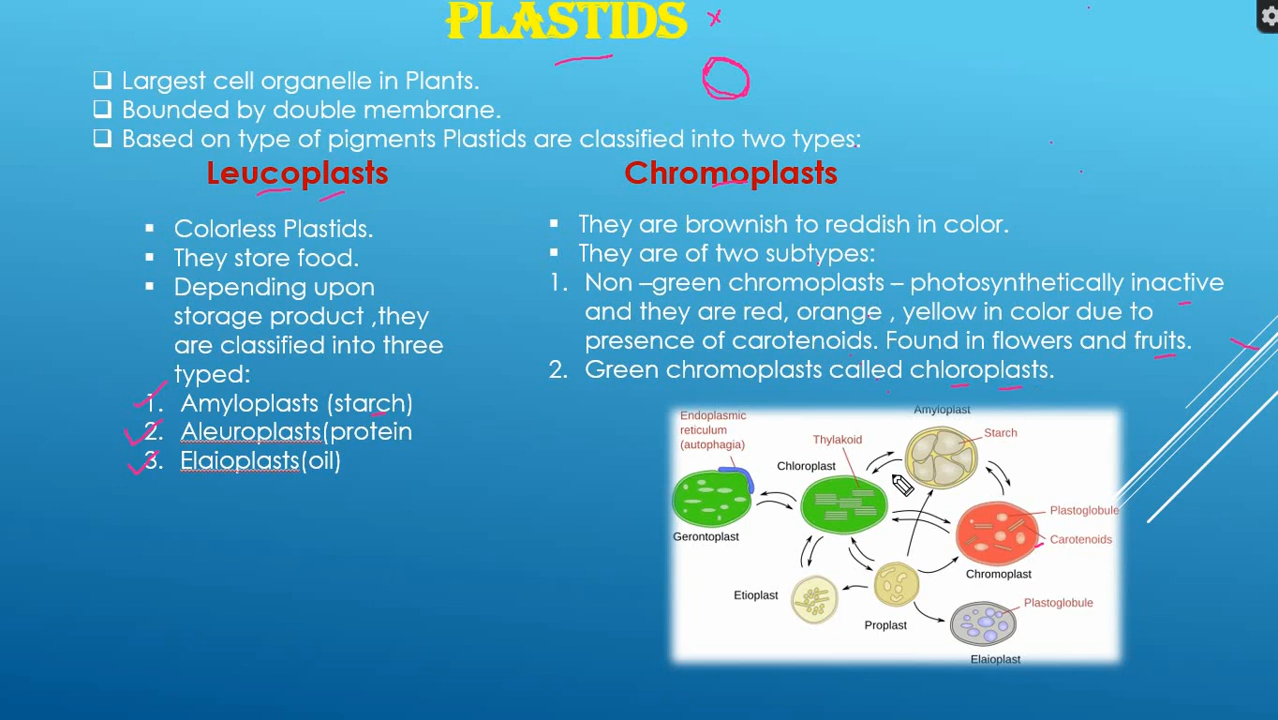 PLASTIDS
Largest cell organelle in Plants.
Bounded by double membrane.
Based on type of pigments Plastids are classified into two types:
Leucoplasts
Colorless Plastids.
They store food.
Depending upon
storage product ,they
are classified into three
typed:
1. Amyloplasts (starch)
2. Aleuroplasts(protein
3. Elaioplasts(oil)
Chromoplasts
They are brownish to reddish in color.
They are of two subtypes:
1. Non –green chromoplasts – photosynthetically inactive
and they are red, orange , yellow in color due to
presence of carotenoids. Found in flowers and fruits.
2. Green chromoplasts called chloroplasts.
Endoplasmic
reticulum
(autophagia)
Thylakoid
Chloroplast
Amyloplast
Starch
Gerontoplast
Plastoglobule
Carotenoids
Chromoplast
Etioplast
Proplast
Plastoglobule
Elaioplast